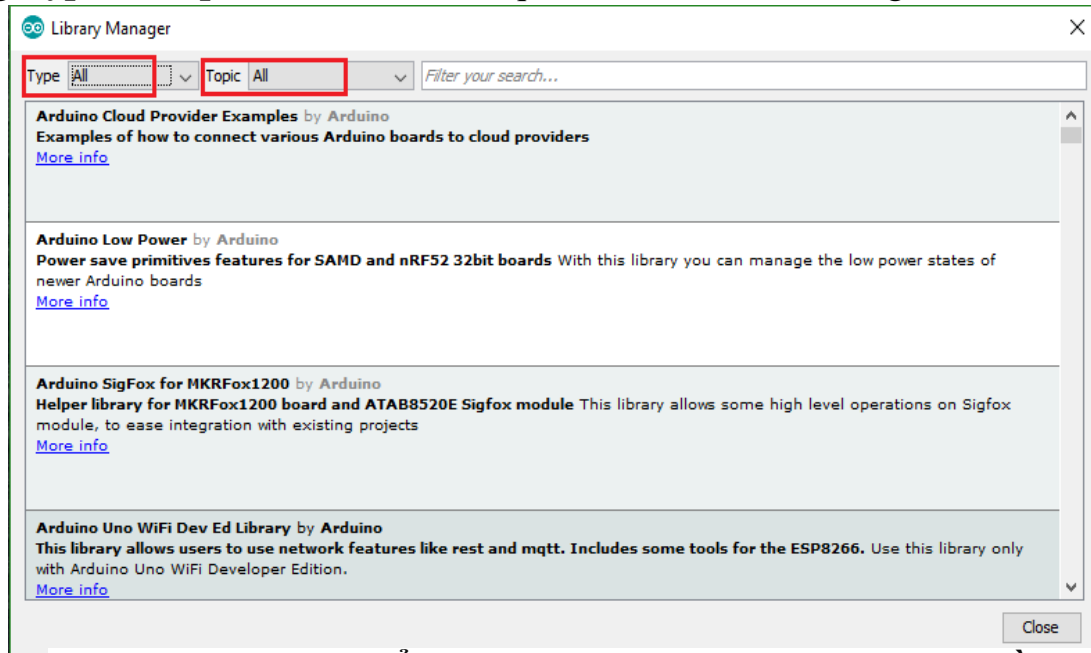 Library Manager
Type All Topic All Filter your search...
Arduino Cloud Provider Examples by Arduino
Examples of how to connect various Arduino boards to cloud providers
More info
Arduino Low Power by Arduino
Power save primitives features for SAMD and nRF52 32bit boards With this library you can manage the low power states of
newer Arduino boards
More info
Arduino SigFox for MKRFox1200 by Arduino
Helper library for MKRFox1200 board and ATAB8520E Sigfox module This library allows some high level operations on Sigfox
module, to ease integration with existing projects
More info
Arduino Uno WiFi Dev Ed Library by Arduino
This library allows users to use network features like rest and mqtt. Includes some tools for the ESP8266. Use this library only
with Arduino Uno WiFi Developer Edition.
More info
Close